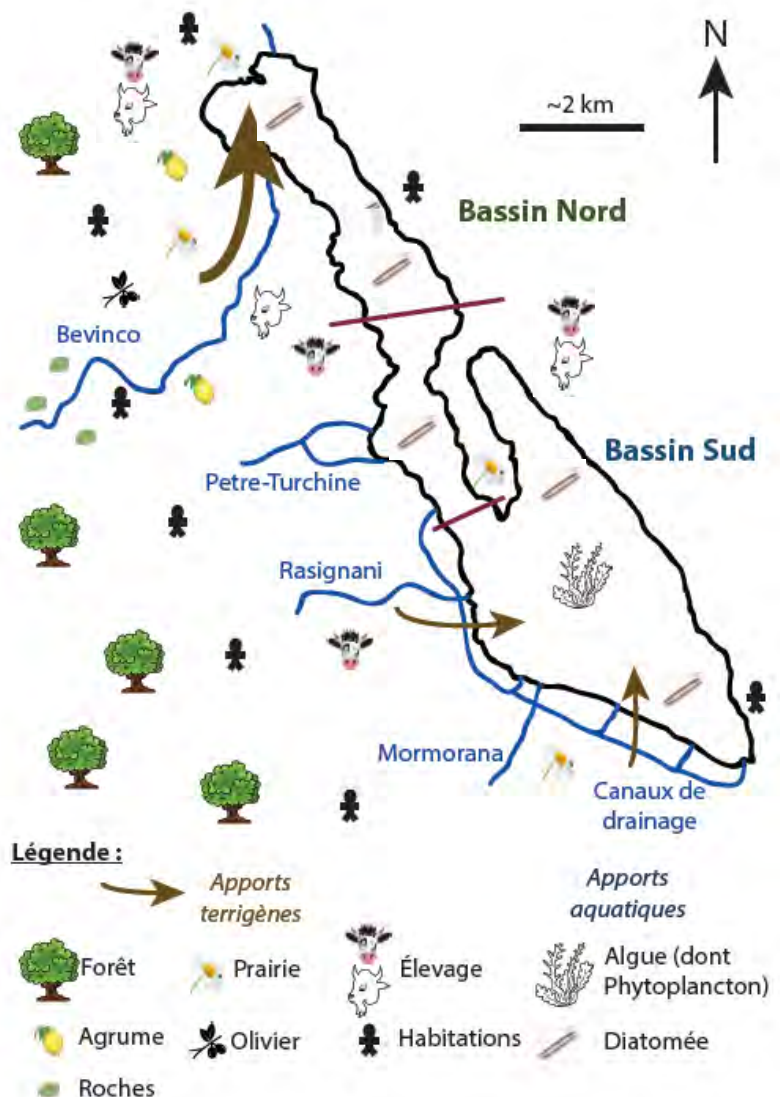 N
~2 km
Bassin Nord
Bevinco
Bassin Sud
Petre-Turchine
Rasignani
Mormorana
Canaux de
drainage
Légende :
Apports
terrigènes
Apports
aquatiques
Forêt
Prairie
Élevage
Algue (dont
Phytoplancton)
Agrume
Olivier
Habitations
Diatomée
Roches